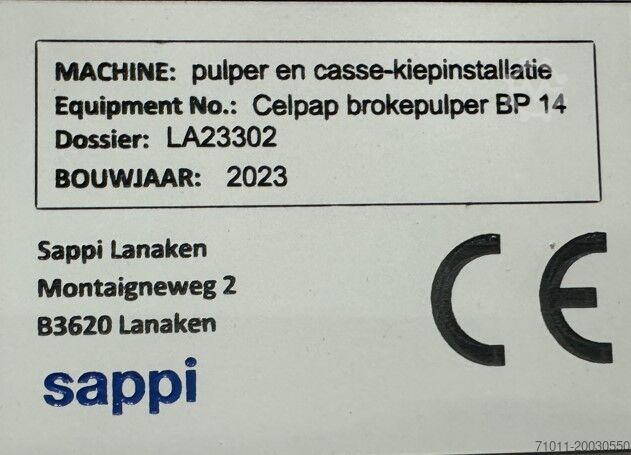 MACHINE: pulper en casse-kiepinstallatie
Equipment No.: Celpap brokepulper BP 14
Dossier: LA23302
BOUWJAAR: 2023
Sappi Lanaken
Montaigneweg 2
B3620 Lanaken
CE
sappi
71011-20030550